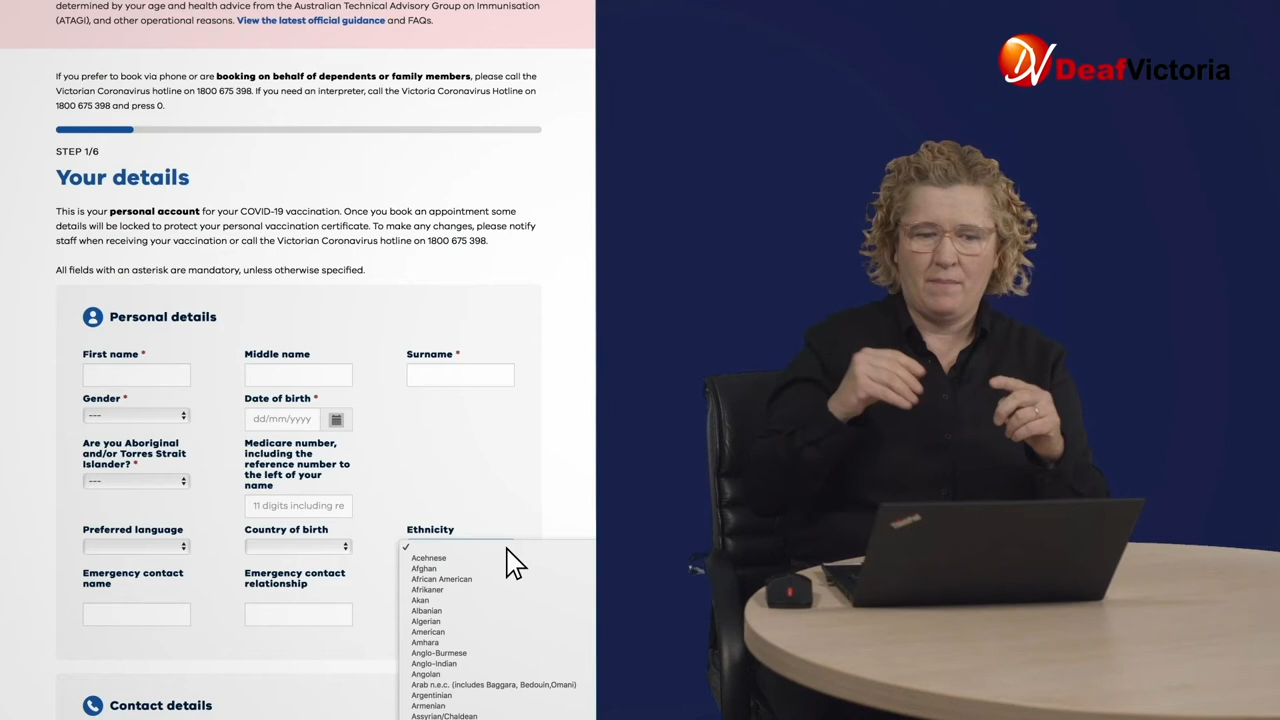 determined by your age and health advice from the Australian Technical Advisory Group on Immunisation
(ATAGI), and other operational reasons. View the latest official guidance and FAQs.
DeafVictoria
If you prefer to book via phone or are booking on behalf of dependents or family members, please call the
Victorian Coronavirus hotline on 1800 675 398. If you need an interpreter, call the Victoria Coronavirus Hotline on
1800 675 398 and press 0.
STEP 1/6
Your details
This is your personal account for your COVID-19 vaccination. Once you book an appointment some
details will be locked to protect your personal vaccination certificate. To make any changes, please notify
staff when receiving your vaccination or call the Victorian Coronavirus hotline on 1800 675 398.
All fields with an asterisk are mandatory, unless otherwise specified.
Personal details
First name *
Middle name
Surname *
Gender *
---
Date of birth *
dd/mm/yyyy
Are you Aboriginal
and/or Torres Strait
Islander? *
---
Medicare number,
including the
reference number to
the left of your
name
11 digits including re
Preferred language
Country of birth
Ethnicity
Emergency contact
name
Emergency contact
relationship
Acehnese
Afghan
African American
Afrikaner
Akan
Albanian
Algerian
American
Amhara
Anglo-Burmese
Anglo-Indian
Angolan
Arab n.e.c. (includes Baggara, Bedouin,Omani)
Argentinian
Armenian
Assyrian/Chaldean
Contact details
ThinkPad